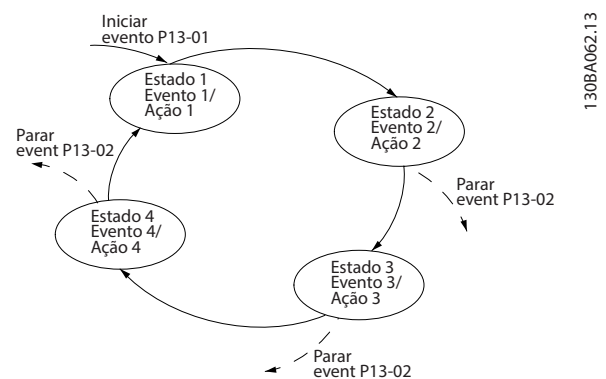 Iniciar
evento P13-01
130BA062.13
Estado 1
Evento 1/
Ação 1
Estado 2
Evento 2/
Ação 2
Parar
event P13-02
Parar
event P13-02
Estado 4
Evento 4/
Ação 4
Estado 3
Evento 3/
Ação 3
Parar
event P13-02